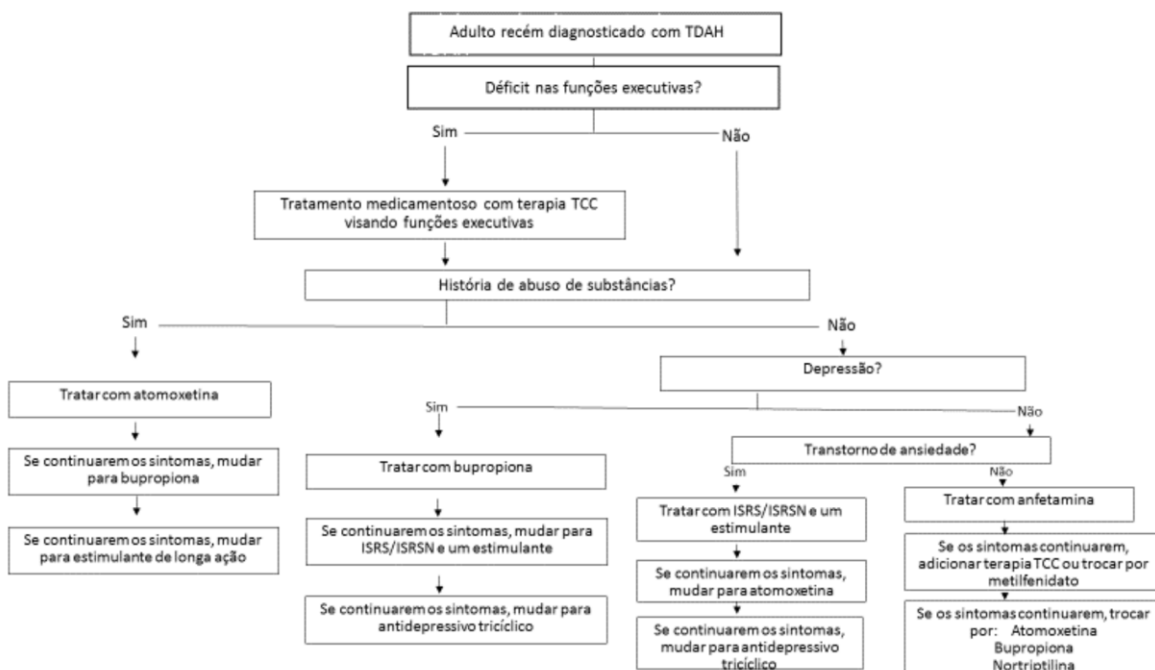 Adulto recém diagnosticado com TDAH
Déficit nas funções executivas?
Sim
Não
Tratamento medicamentoso com terapia TCC
visando funções executivas
História de abuso de substâncias?
Sim
Não
Depressão?
Tratar com atomoxetina
Sim
Não
Se continuarem os sintomas, mudar
para bupropiona
Tratar com bupropiona
Transtorno de ansiedade?
Sim
Não
Se continuarem os sintomas, mudar
para estimulante de longa ação
Se continuarem os sintomas, mudar para
ISRS/ISRSN e um estimulante
Tratar com ISRS/ISRSN e um
estimulante
Tratar com anfetamina
Se continuarem os sintomas, mudar para
antidepressivo tricíclico
Se continuarem os sintomas,
mudar para atomoxetina
Se os sintomas continuarem,
adicionar terapia TCC ou trocar por
metilfenidato
Se continuarem os sintomas,
mudar para antidepressivo
tricíclico
Se os sintomas continuarem, trocar
por: Atomoxetina
Bupropiona
Nortriptilina